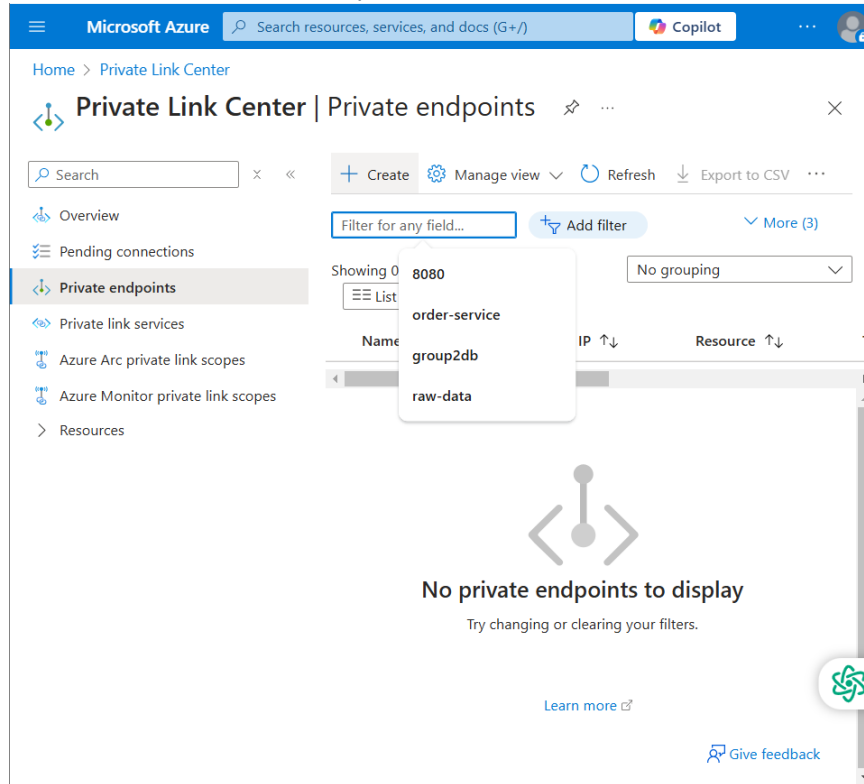 Microsoft Azure
Search resources, services, and docs (G+/)
Copilot
Home > Private Link Center
Private Link Center | Private endpoints
Search
Overview
Pending connections
Private endpoints
Private link services
Azure Arc private link scopes
Azure Monitor private link scopes
Resources
Create
Manage view
Refresh
Export to CSV
Filter for any field...
Add filter
More (3)
Showing 0
No grouping
List
8080
order-service
group2db
raw-data
Name
IP ↑↓
Resource ↑↓
No private endpoints to display
Try changing or clearing your filters.
Learn more
Give feedback